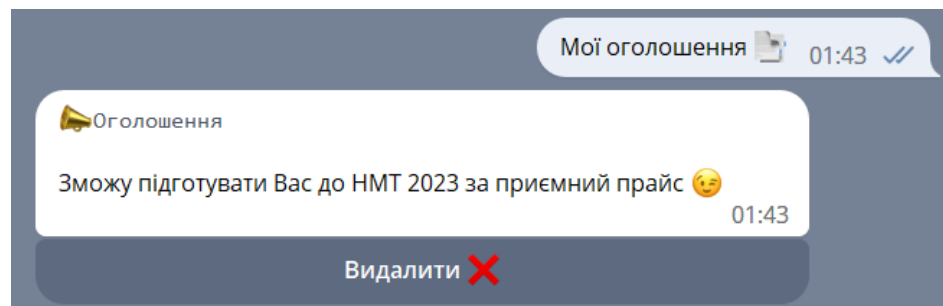 Мої оголошення 01:43
Оголошення
Зможу підготувати Вас до НМТ 2023 за приємний прайс 😉
01:43
Видалити ❌